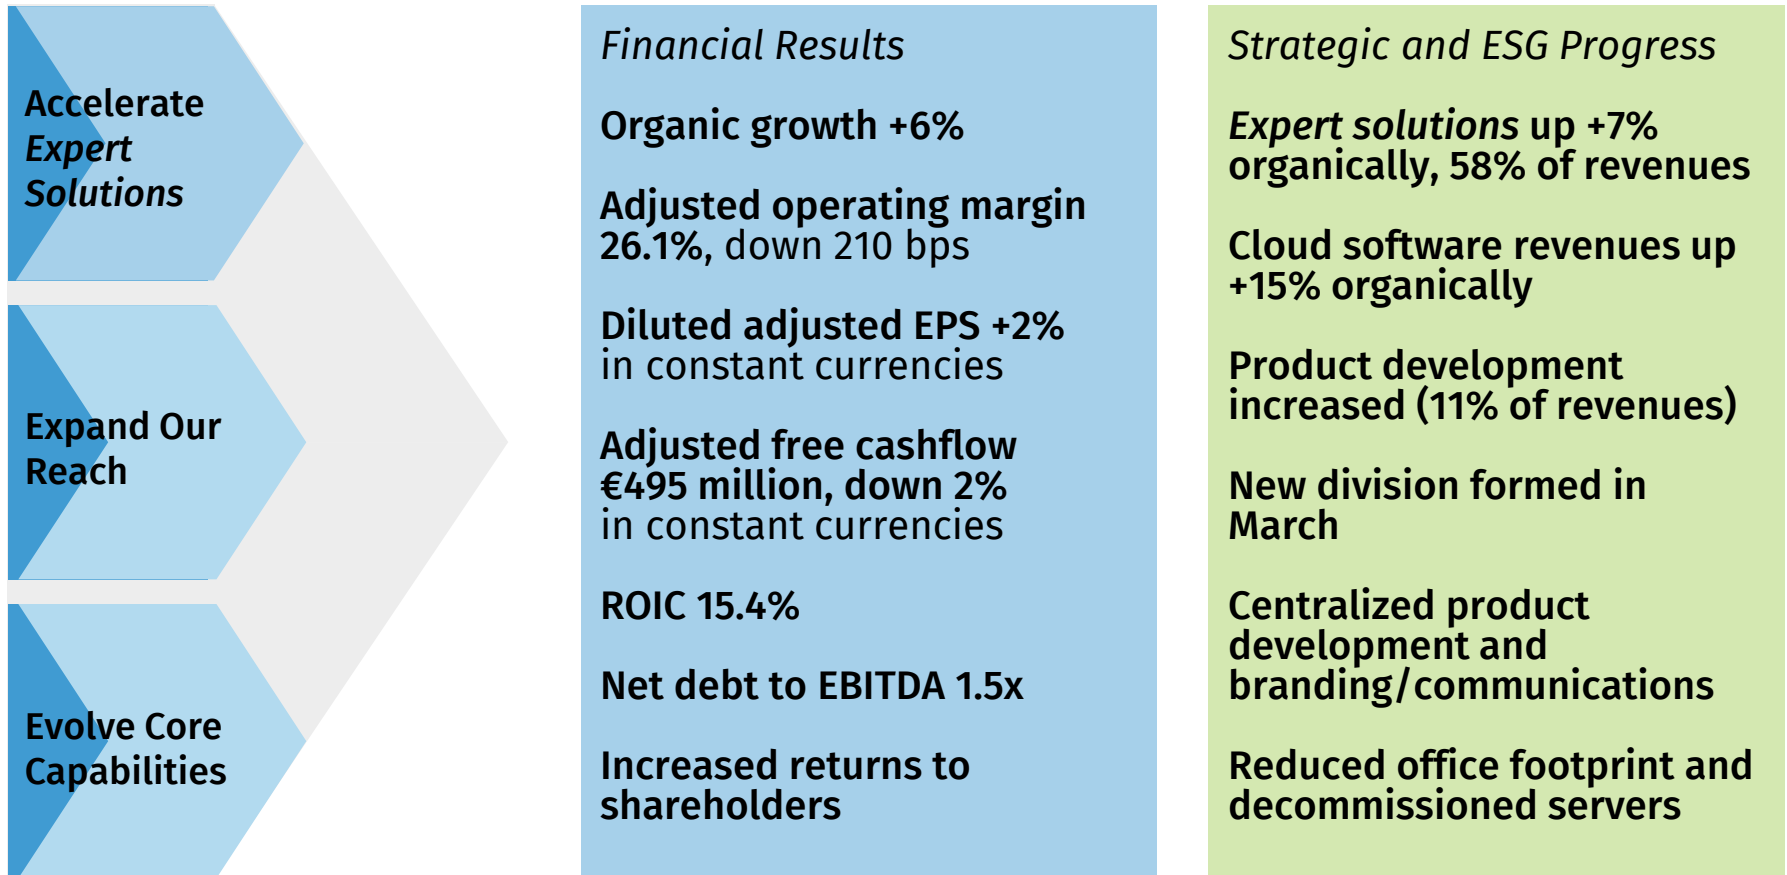 Accelerate
Expert
Solutions
Expand Our
Reach
Evolve Core
Capabilities
Financial Results
Organic growth +6%
Adjusted operating margin
26.1%, down 210 bps
Diluted adjusted EPS +2%
in constant currencies
Adjusted free cashflow
€495 million, down 2%
in constant currencies
ROIC 15.4%
Net debt to EBITDA 1.5x
Increased returns to
shareholders
Strategic and ESG Progress
Expert solutions up +7%
organically, 58% of revenues
Cloud software revenues up
+15% organically
Product development
increased (11% of revenues)
New division formed in
March
Centralized product
development and
branding/communications
Reduced office footprint and
decommissioned servers